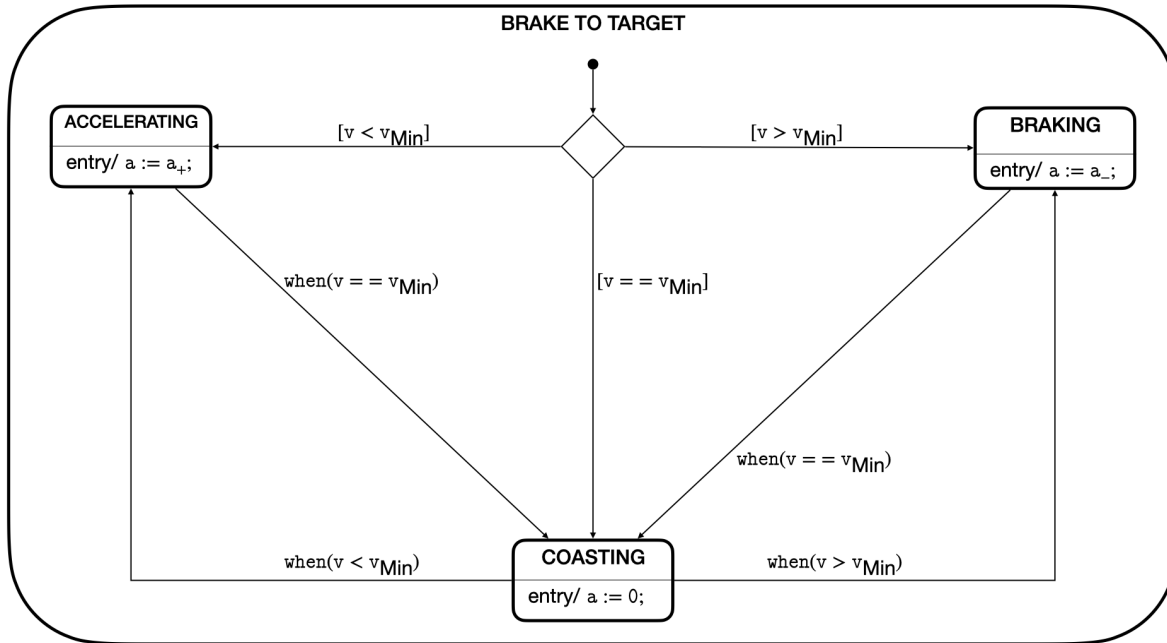 BRAKE TO TARGET
ACCELERATING
entry/ a := a₊;
[v < vMin]
[v > vMin]
BRAKING
entry/ a := a₋;
when(v == vMin)
[v == vMin]
when(v == vMin)
when(v < vMin)
COASTING
entry/ a := 0;
when(v > vMin)